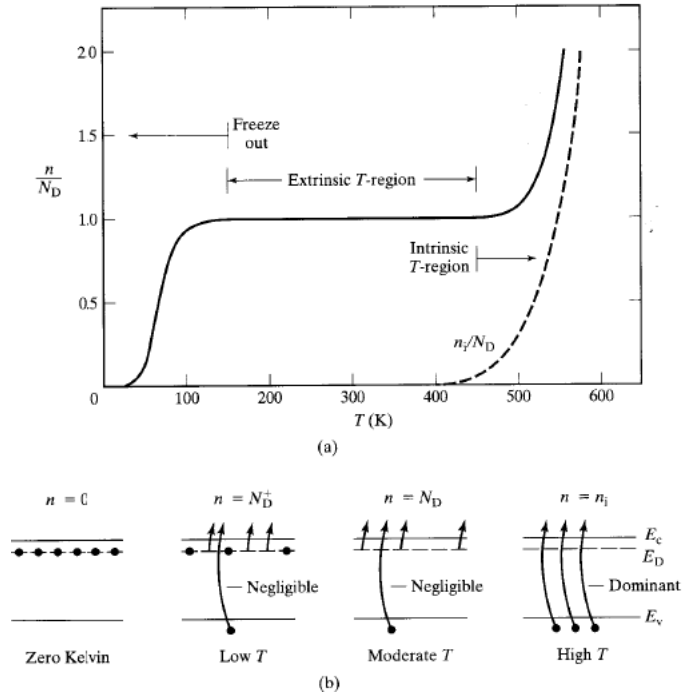 2.0
1.5
n
N_D
1.0
0.5
0
Freeze
out
Extrinsic T-region
Intrinsic
T-region
n_i/N_D
100
200
300
400
500
600
T (K)
(a)
n = 0
n = N_D^+
n = N_D
n = n_i
E_c
E_D
Negligible
Negligible
Dominant
E_v
Zero Kelvin
Low T
Moderate T
High T
(b)